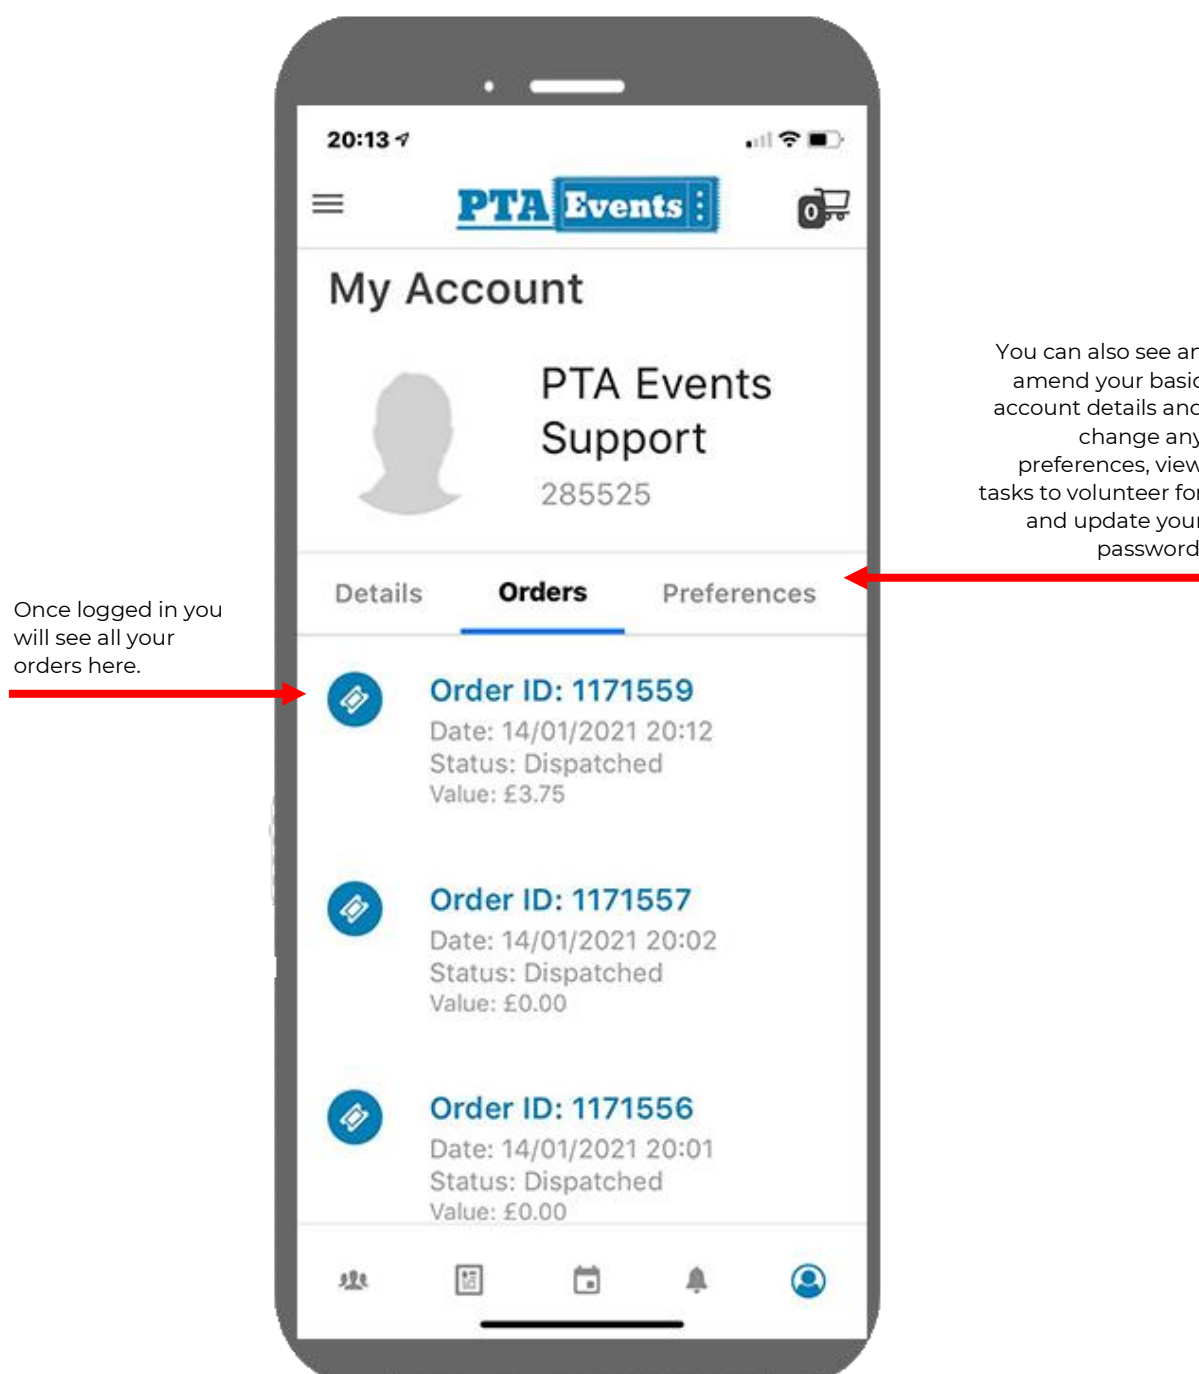 20:13
PTA Events
0
My Account
PTA Events
Support
285525
Details Orders Preferences
Order ID: 1171559
Date: 14/01/2021 20:12
Status: Dispatched
Value: £3.75
Order ID: 1171557
Date: 14/01/2021 20:02
Status: Dispatched
Value: £0.00
Order ID: 1171556
Date: 14/01/2021 20:01
Status: Dispatched
Value: £0.00
Once logged in you
will see all your
orders here.
You can also see an
amend your basic
account details and
change any
preferences, view
tasks to volunteer for
and update your
password